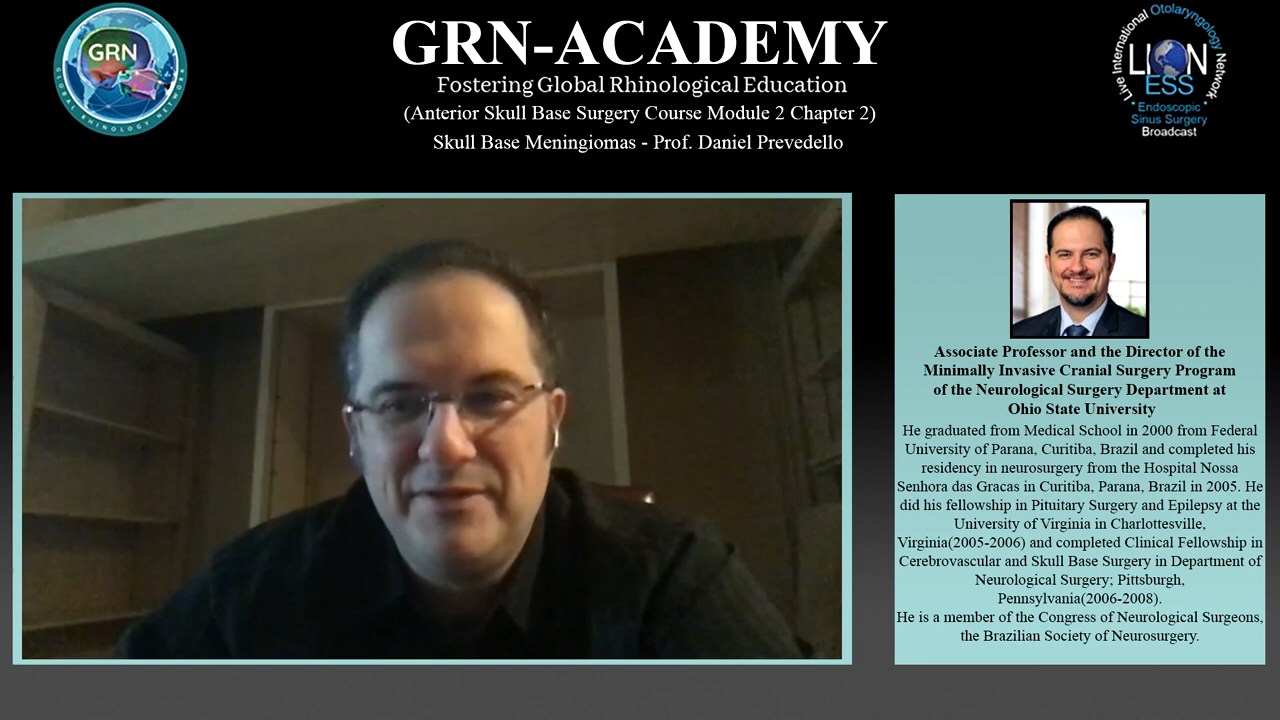 GRN-ACADEMY
Fostering Global Rhinological Education
(Anterior Skull Base Surgery Course Module 2 Chapter 2)
Skull Base Meningiomas - Prof. Daniel Prevedello
GRN
GLOBAL RHINOLOGY NETWORK
Live International Otolaryngology Network
LION
ESS
* Endoscopic *
Sinus Surgery
Broadcast
Associate Professor and the Director of the
Minimally Invasive Cranial Surgery Program
of the Neurological Surgery Department at
Ohio State University
He graduated from Medical School in 2000 from Federal
University of Parana, Curitiba, Brazil and completed his
residency in neurosurgery from the Hospital Nossa
Senhora das Gracas in Curitiba, Parana, Brazil in 2005. He
did his fellowship in Pituitary Surgery and Epilepsy at the
University of Virginia in Charlottesville,
Virginia(2005-2006) and completed Clinical Fellowship in
Cerebrovascular and Skull Base Surgery in Department of
Neurological Surgery; Pittsburgh,
Pennsylvania(2006-2008).
He is a member of the Congress of Neurological Surgeons,
the Brazilian Society of Neurosurgery.